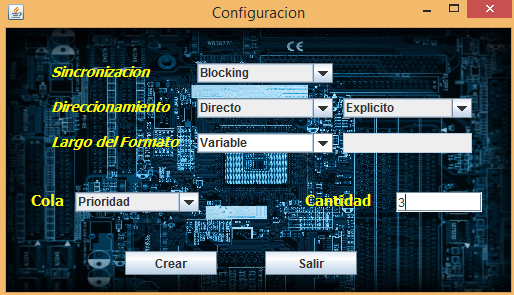 Configuracion
Sincronizacion Blocking
Direccionamiento Directo Explicito
Largo del Formato Variable
Cola Prioridad Cantidad 3
Crear Salir